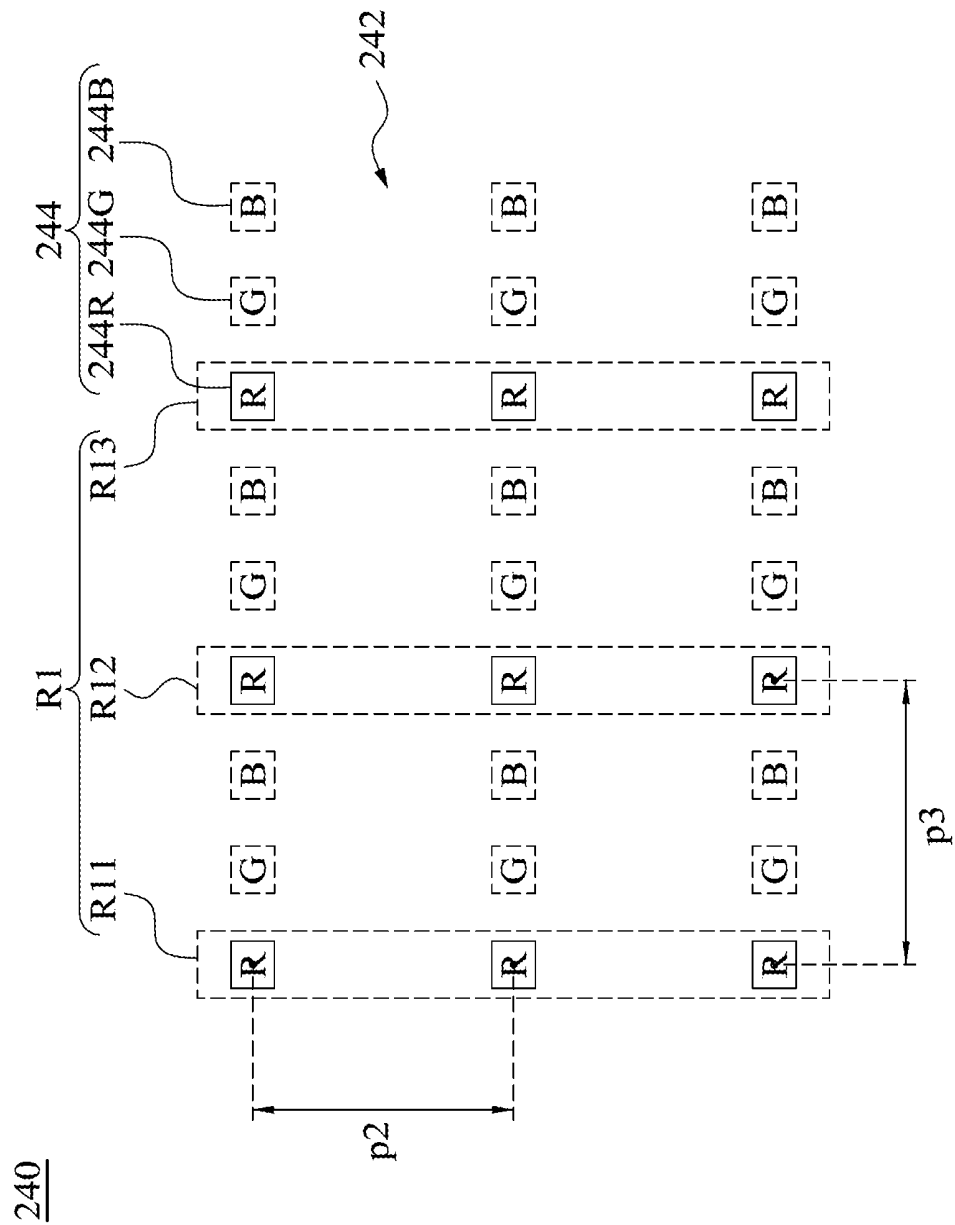 240
R1 244
R11 R12 R13 244R 244G 244B
R G B R G B R G B
p2 242
R G B R G B R G B
R G B R G B R G B
p3